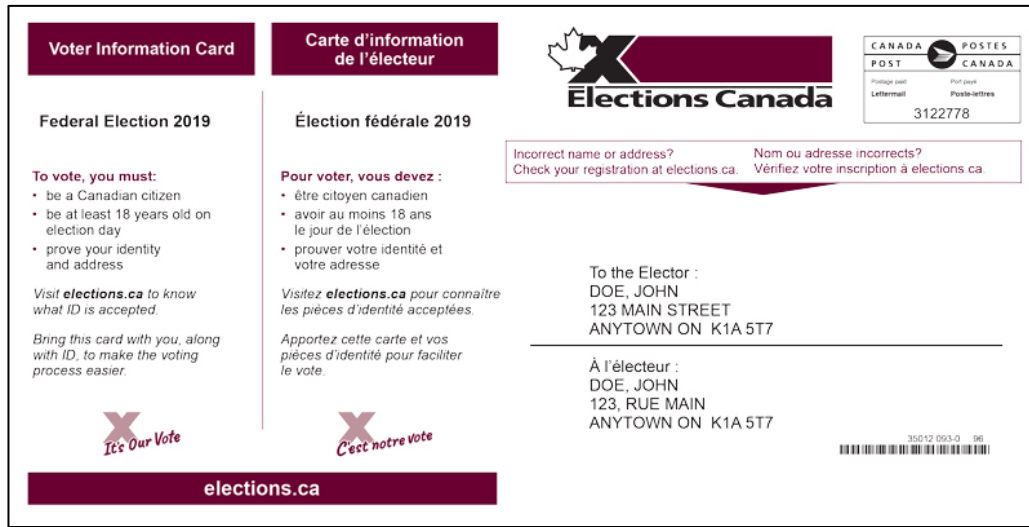 Voter Information Card
Federal Election 2019
To vote, you must:
• be a Canadian citizen
• be at least 18 years old on
election day
• prove your identity
and address
Visit elections.ca to know
what ID is accepted.
Bring this card with you, along
with ID, to make the voting
process easier.
It's Our Vote
Carte d'information
de l'électeur
Élection fédérale 2019
Pour voter, vous devez :
• être citoyen canadien
• avoir au moins 18 ans
le jour de l'élection
• prouver votre identité et
votre adresse
Visitez elections.ca pour connaître
les pièces d'identité acceptées.
Apportez cette carte et vos
pièces d'identité pour faciliter
le vote.
C'est notre vote
elections.ca
Elections Canada
CANADA POSTES
POST CANADA
Postage paid Port payé
Lettermail Poste-lettres
3122778
Incorrect name or address?
Check your registration at elections.ca.
Nom ou adresse incorrects?
Vérifiez votre inscription à elections.ca.
To the Elector :
DOE, JOHN
123 MAIN STREET
ANYTOWN ON K1A 5T7
À l'électeur :
DOE, JOHN
123, RUE MAIN
ANYTOWN ON K1A 5T7
35012 093-0 96